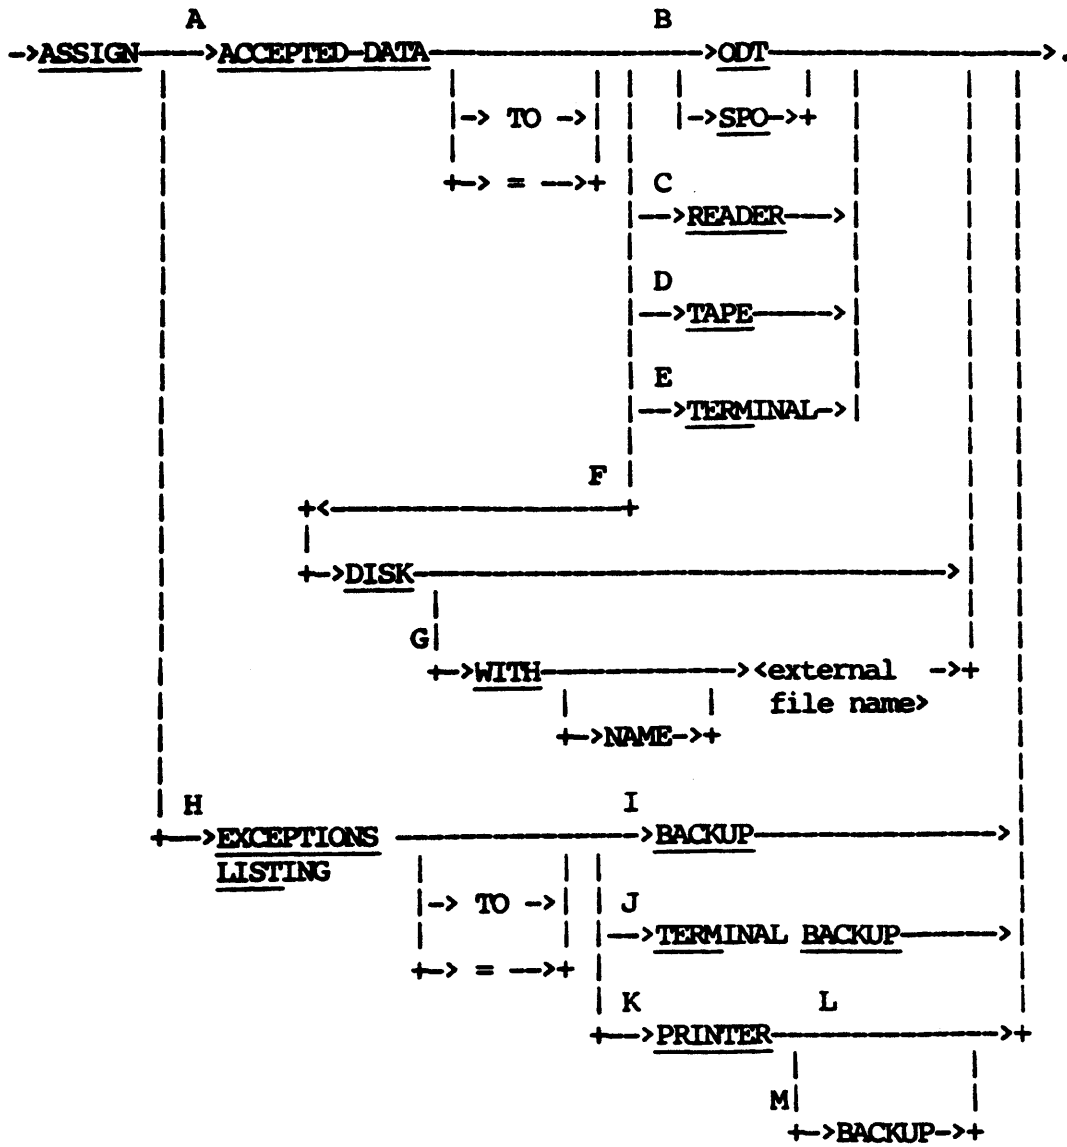 A B
->ASSIGN---->ACCEPTED-DATA-------------->ODT-------------->.
|-> TO ->| |->SPO->+
+-> = -->+ C
|-->READER--->
D
|-->TAPE----->
E
|-->TERMINAL->|
F
+<-------------------+
+->DISK--------------------------------->
G|
+->WITH------------><external ->+
file name>
+->NAME->+
H I
+-->EXCEPTIONS --------------->BACKUP--------------->
LISTING
|-> TO ->| J
|-->TERMINAL BACKUP------->
+-> = -->+
K L
+-->PRINTER-------------->+
M|
+->BACKUP->+